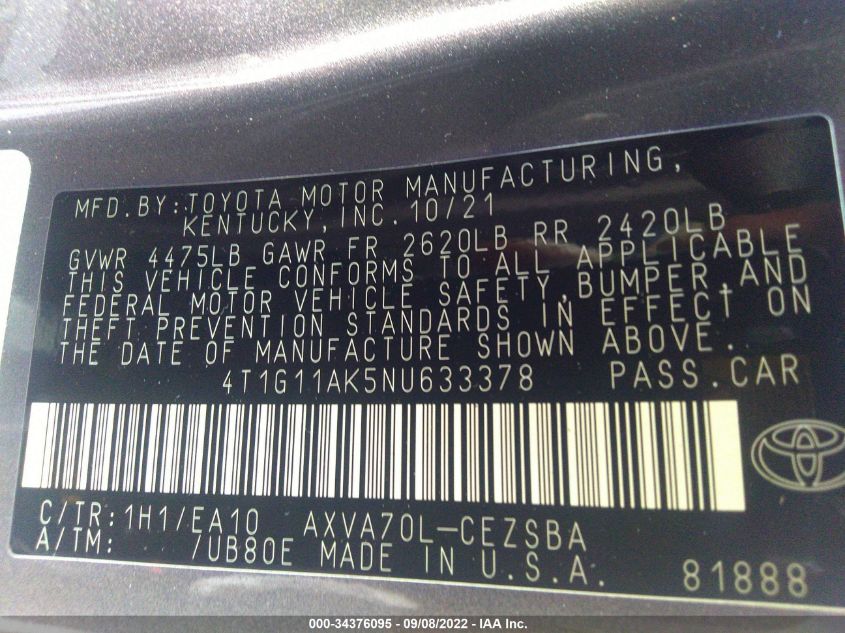 MFD.BY:TOYOTA MOTOR MANUFACTURING,
KENTUCKY,INC.10/21
GVWR 4475LB GAWR FR 2620LB RR 2420LB
THIS VEHICLE CONFORMS TO ALL APPLICABLE
FEDERAL MOTOR VEHICLE SAFETY,BUMPER,AND
THEFT PREVENTION STANDARDS IN EFFECT ON
THE DATE OF MANUFACTURE SHOWN ABOVE.
4T1G11AK5NU633378 PASS.CAR
C/TR:1H1/EA10 AXVA70L-CEZSBA
A/TM: /UB80E MADE IN U.S.A. 81888
000-34376095 - 09/08/2022 - IAA Inc.